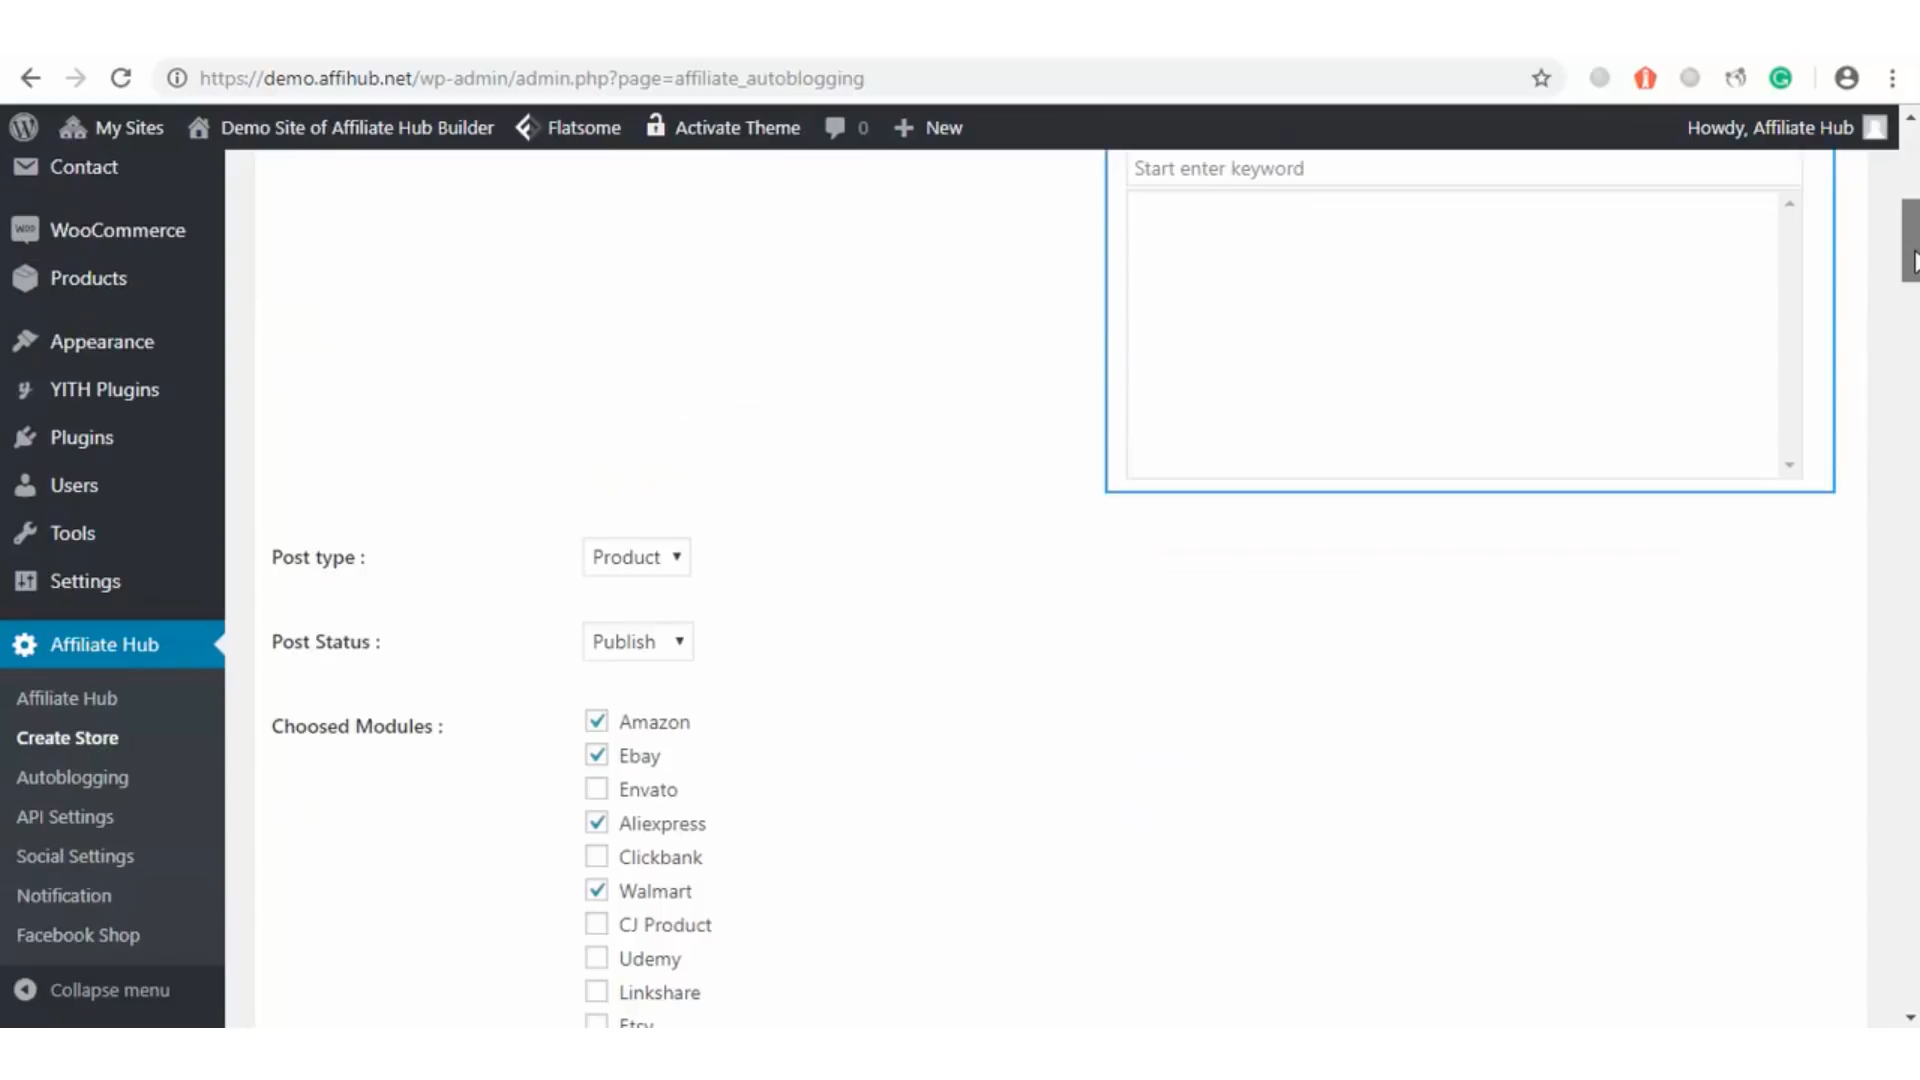 https://demo.affihub.net/wp-admin/admin.php?page=affiliate_autoblogging
My Sites
Demo Site of Affiliate Hub Builder
Flatsome
Activate Theme
0
New
Howdy, Affiliate Hub
Contact
WooCommerce
Products
Appearance
YITH Plugins
Plugins
Users
Tools
Settings
Affiliate Hub
Affiliate Hub
Create Store
Autoblogging
API Settings
Social Settings
Notification
Facebook Shop
Collapse menu
Start enter keyword
Post type :
Product
Post Status :
Publish
Choosed Modules :
Amazon
Ebay
Envato
Aliexpress
Clickbank
Walmart
CJ Product
Udemy
Linkshare
Etsy